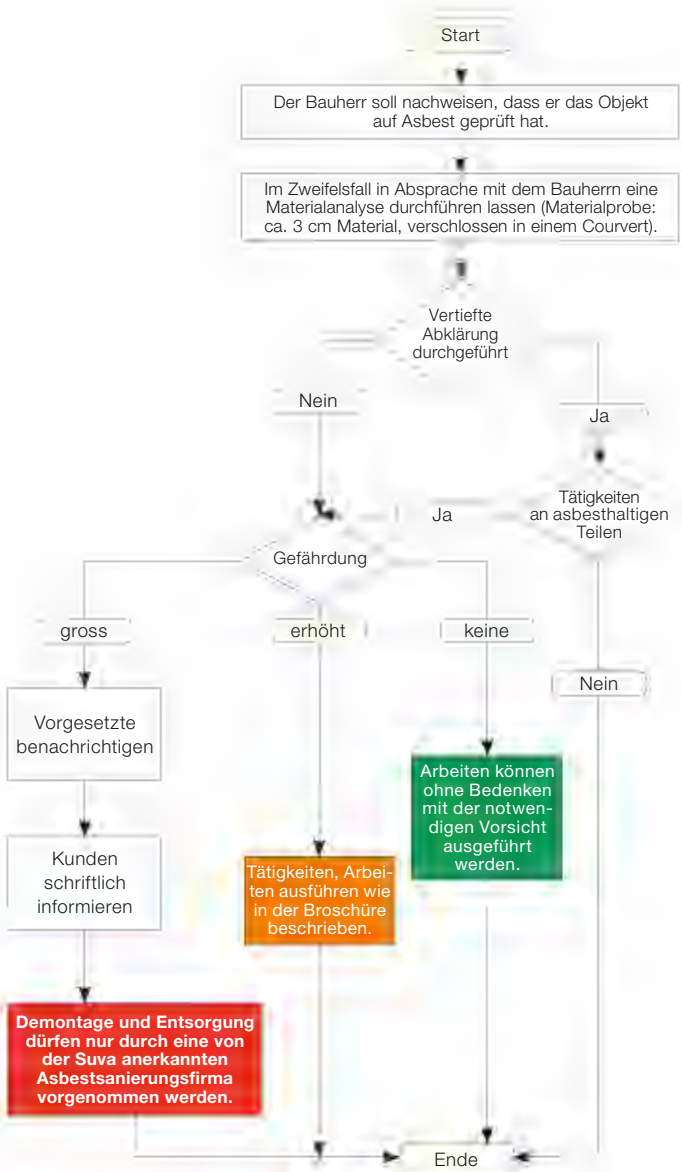 Start
Der Bauherr soll nachweisen, dass er das Objekt
auf Asbest geprüft hat.
Im Zweifelsfall in Absprache mit dem Bauherrn eine
Materialanalyse durchführen lassen (Materialprobe:
ca. 3 cm Material, verschlossen in einem Courvert).
Vertiefte
Abklärung
durchgeführt
Nein
Ja
Tätigkeiten
an asbesthaltigen
Teilen
Ja
Gefährdung
gross
erhöht
keine
Nein
Vorgesetzte
benachrichtigen
Arbeiten können
ohne Bedenken
mit der notwen-
digen Vorsicht
ausgeführt
werden.
Kunden
schriftlich
informieren
Tätigkeiten, Arbei-
ten ausführen wie
in der Broschüre
beschrieben.
Demontage und Entsorgung
dürfen nur durch eine von
der Suva anerkannten
Asbestsanierungsfirma
vorgenommen werden.
Ende